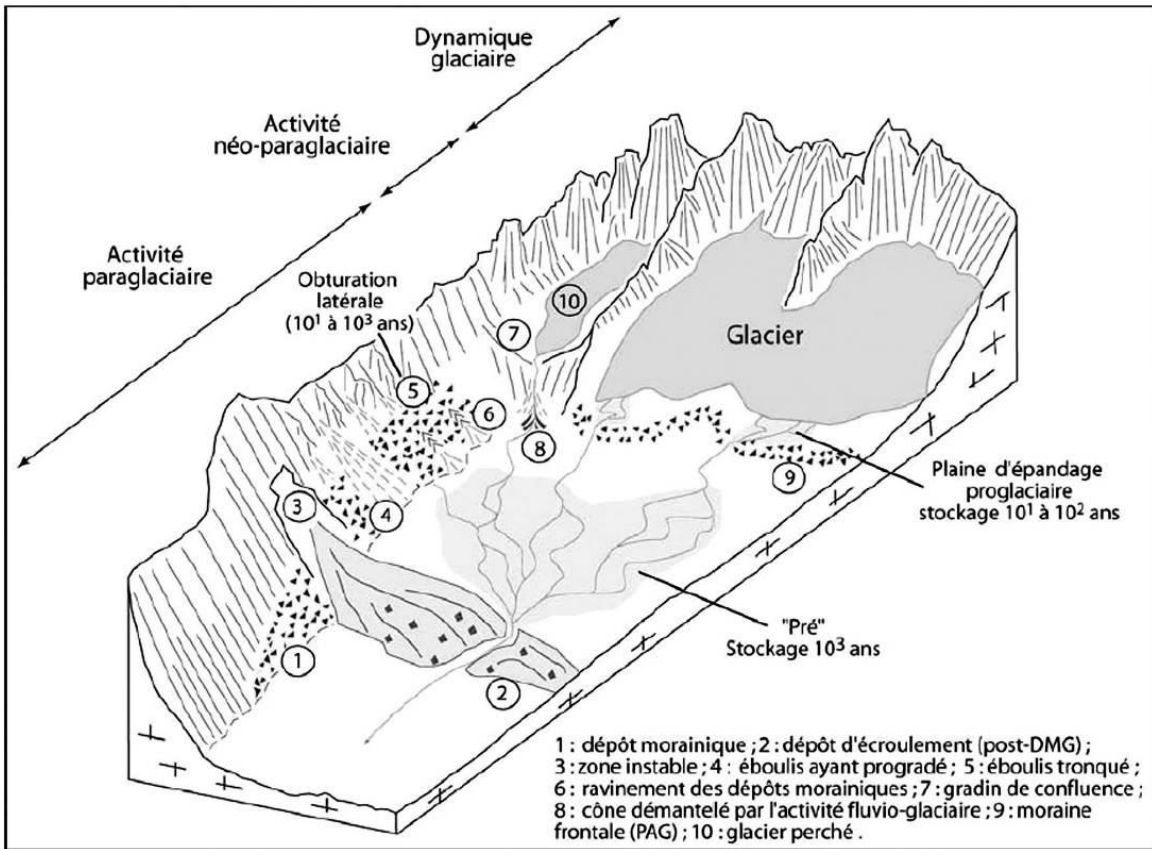 Dynamique
glaciaire
Activité
néo-paraglaciaire
Activité
paraglaciaire
Obturation
latérale
(10¹ à 10³ ans)
10
7
Glacier
5
6
8
9
Plaine d'épandage
proglaciaire
stockage 10¹ à 10² ans
3
4
"Pré"
Stockage 10³ ans
1
2
1 : dépôt morainique ; 2 : dépôt d'écroulement (post-DMG) ;
3 : zone instable ; 4 : éboulis ayant progradé ; 5 : éboulis tronqué ;
6 : ravinement des dépôts morainiques ; 7 : gradin de confluence ;
8 : cône démantelé par l'activité fluvio-glaciaire ; 9 : moraine
frontale (PAG) ; 10 : glacier perché .